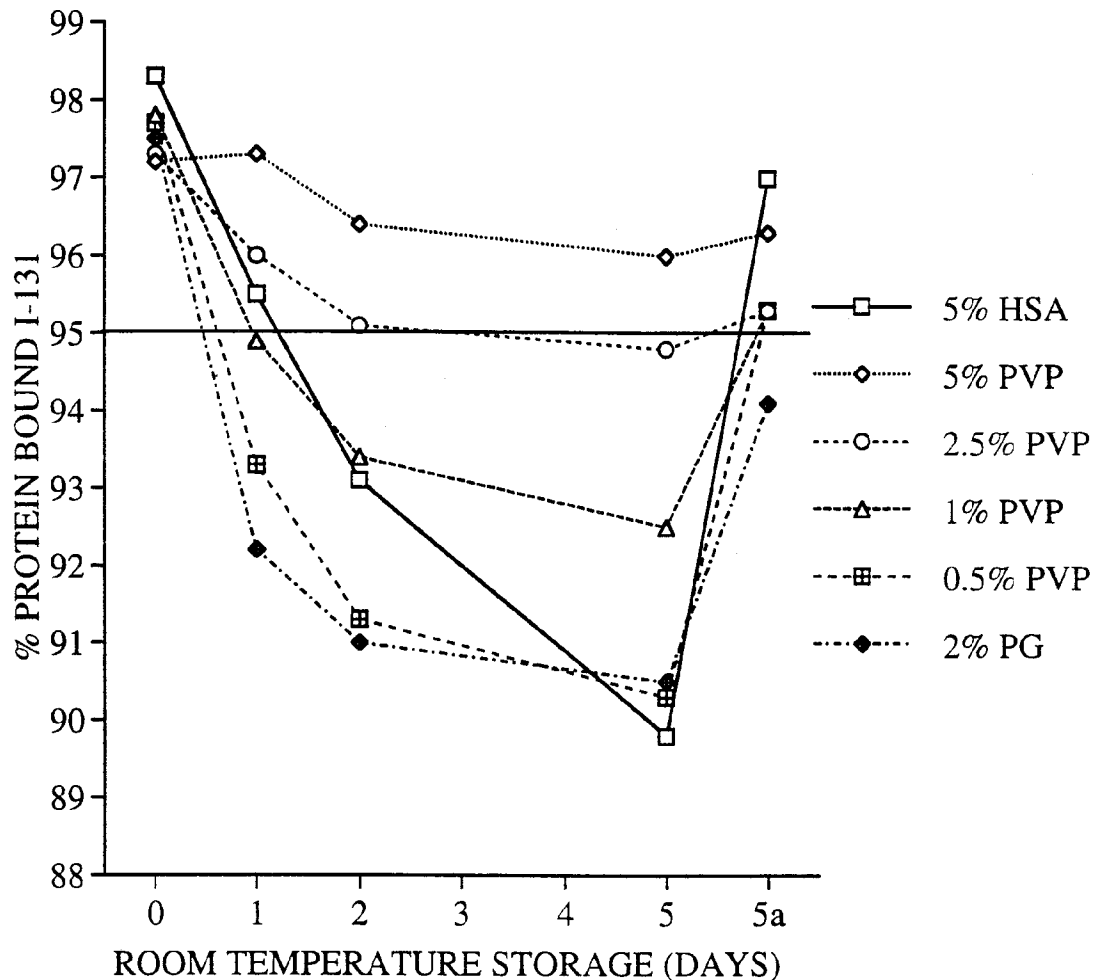 99
98
97
96
95
94
93
92
91
90
89
88
% PROTEIN BOUND I-131
0 1 2 3 4 5 5a
ROOM TEMPERATURE STORAGE (DAYS)
5% HSA
5% PVP
2.5% PVP
1% PVP
0.5% PVP
2% PG